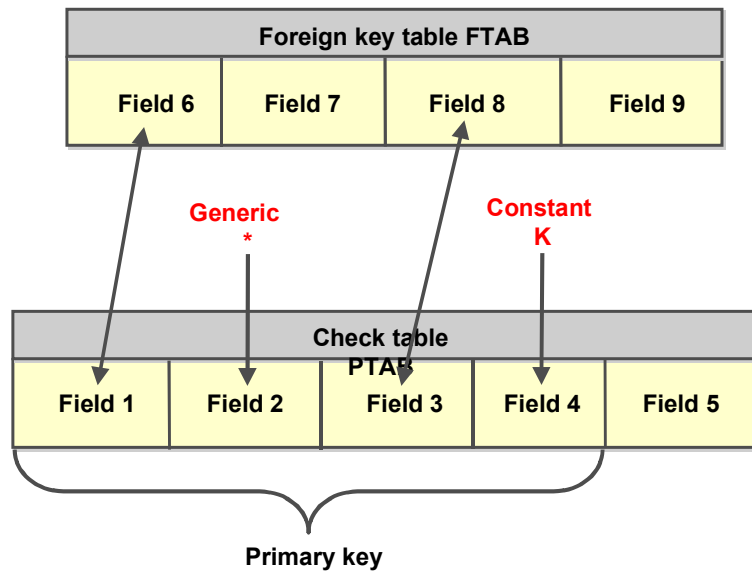 Foreign key table FTAB
Field 6 Field 7 Field 8 Field 9
Generic
*
Constant
K
Check table
PTAB
Field 1 Field 2 Field 3 Field 4 Field 5
Primary key